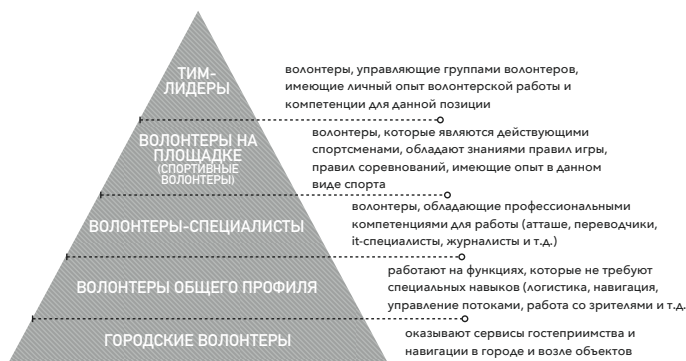 ТИМ-
ЛИДЕРЫ
волонтеры, управляющие группами волонтеров,
имеющие личный опыт волонтерской работы и
компетенции для данной позиции
ВОЛОНТЕРЫ НА
ПЛОЩАДКЕ
(СПОРТИВНЫЕ
ВОЛОНТЕРЫ)
волонтеры, которые являются действующими
спортсменами, обладают знаниями правил игры,
правил соревнований, имеющие опыт в данном
виде спорта
ВОЛОНТЕРЫ-СПЕЦИАЛИСТЫ
волонтеры, обладающие профессиональными
компетенциями для работы (атташе, переводчики,
it-специалисты, журналисты и т.д.)
ВОЛОНТЕРЫ ОБЩЕГО ПРОФИЛЯ
работают на функциях, которые не требуют
специальных навыков (логистика, навигация,
управление потоками, работа со зрителями и т.д.
ГОРОДСКИЕ ВОЛОНТЕРЫ
оказывают сервисы гостеприимства и
навигации в городе и возле объектов